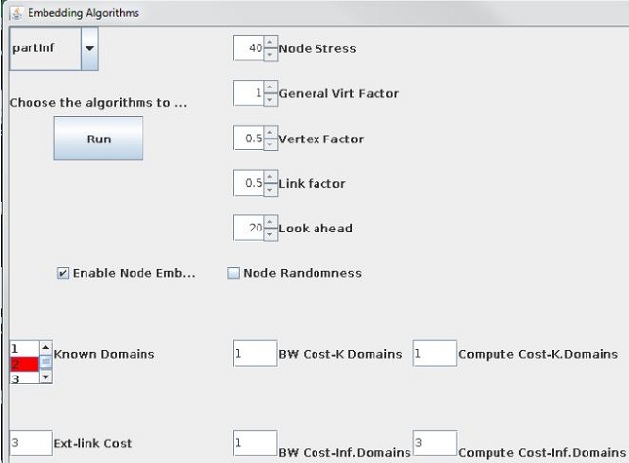 Embedding Algorithms
partInf
40 Node Stress
1 General Virt Factor
Choose the algorithms to ...
Run
0.5 Vertex Factor
0.5 Link factor
20 Look ahead
Enable Node Emb... Node Randomness
1
2
3
Known Domains
1 BW Cost-K Domains
1 Compute Cost-K.Domains
3 Ext-link Cost
1 BW Cost-Inf.Domains
3 Compute Cost-Inf.Domains